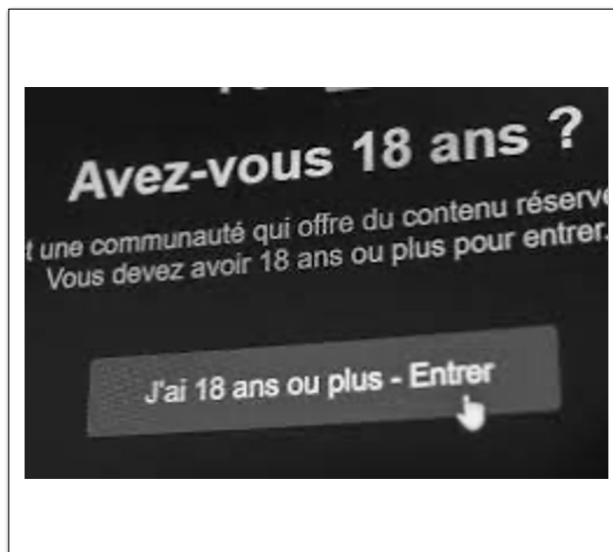 Avez-vous 18 ans ?
t une communauté qui offre du contenu réservé
Vous devez avoir 18 ans ou plus pour entrer.
J'ai 18 ans ou plus - Entrer